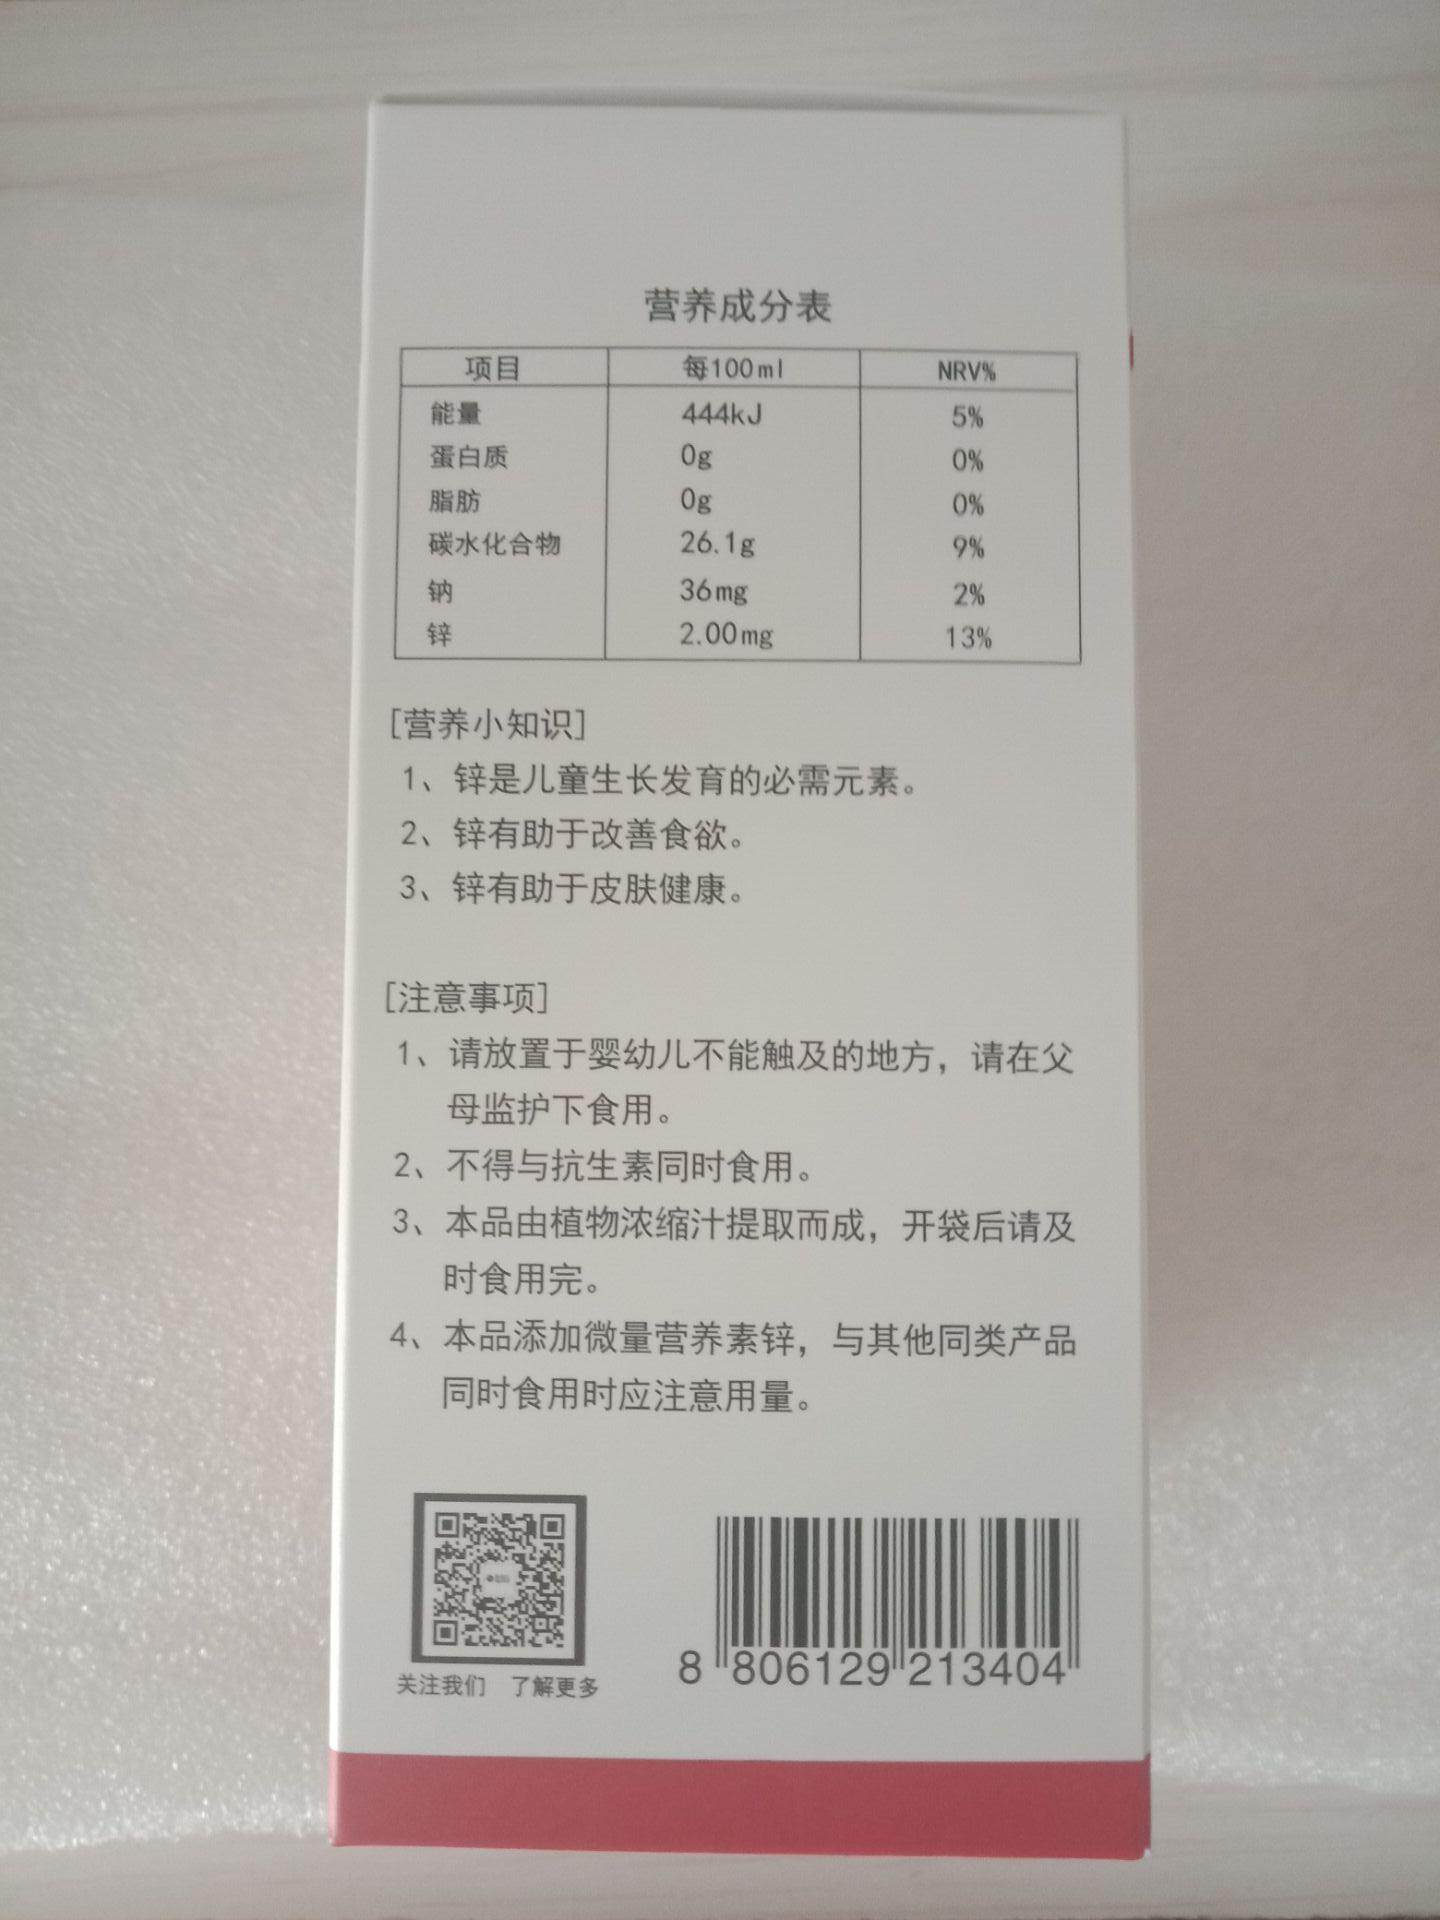 营养成分表
项目 每100ml NRV%
能量 444kJ 5%
蛋白质 0g 0%
脂肪 0g 0%
碳水化合物 26.1g 9%
钠 36mg 2%
锌 2.00mg 13%
[营养小知识]
1、锌是儿童生长发育的必需元素。
2、锌有助于改善食欲。
3、锌有助于皮肤健康。
[注意事项]
1、请放置于婴幼儿不能触及的地方，请在父
母监护下食用。
2、不得与抗生素同时食用。
3、本品由植物浓缩汁提取而成，开袋后请及
时食用完。
4、本品添加微量营养素锌，与其他同类产品
同时食用时应注意用量。
关注我们 了解更多
8 806129 213404